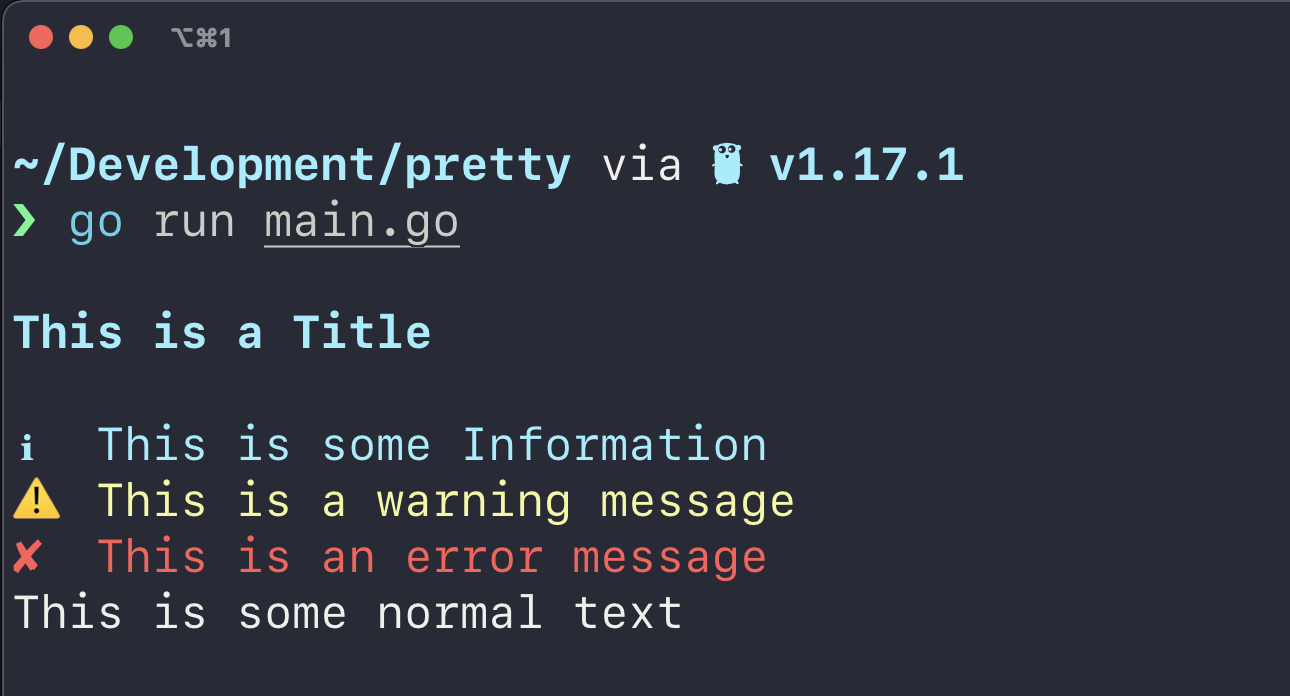 ⌥⌘1
~/Development/pretty via v1.17.1
❯ go run main.go
This is a Title
ℹ This is some Information
⚠ This is a warning message
✘ This is an error message
This is some normal text